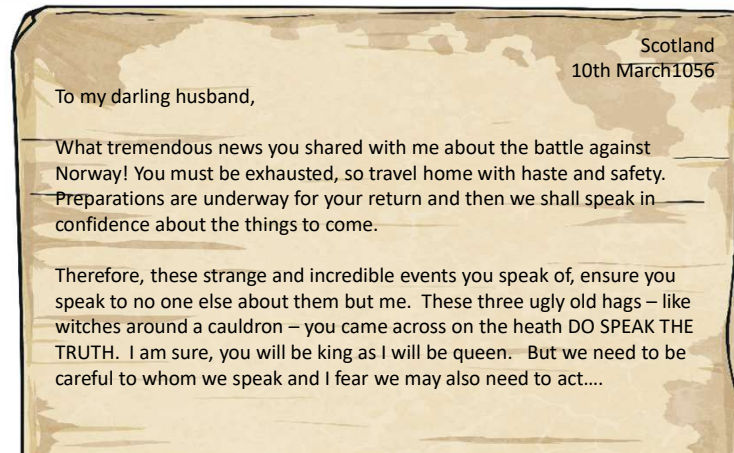 Scotland
10th March1056
To my darling husband,
What tremendous news you shared with me about the battle against
Norway! You must be exhausted, so travel home with haste and safety.
Preparations are underway for your return and then we shall speak in
confidence about the things to come.
Therefore, these strange and incredible events you speak of, ensure you
speak to no one else about them but me.  These three ugly old hags – like
witches around a cauldron – you came across on the heath DO SPEAK THE
TRUTH.  I am sure, you will be king as I will be queen.   But we need to be
careful to whom we speak and I fear we may also need to act....